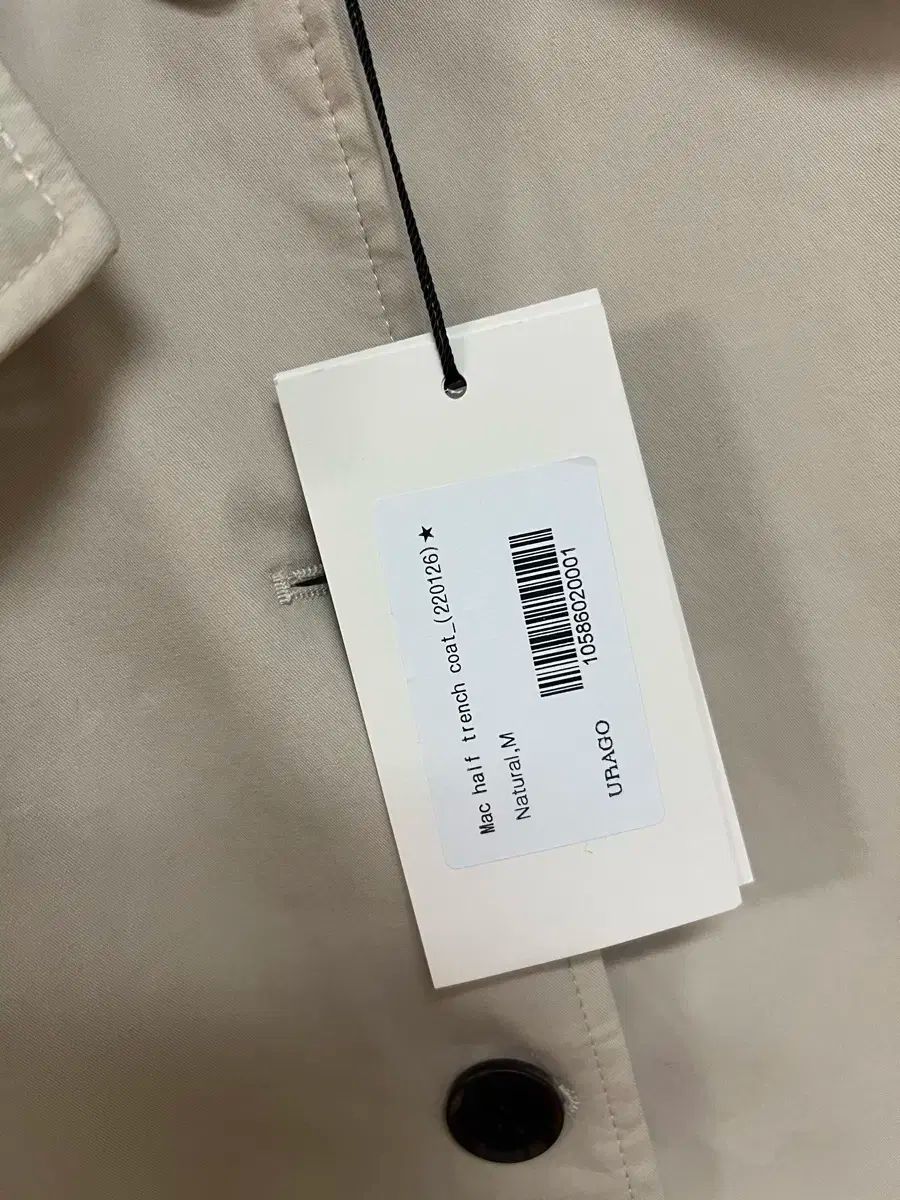 Mac half trench coat_(220126)★
Natural,M
10586020001
URAGO